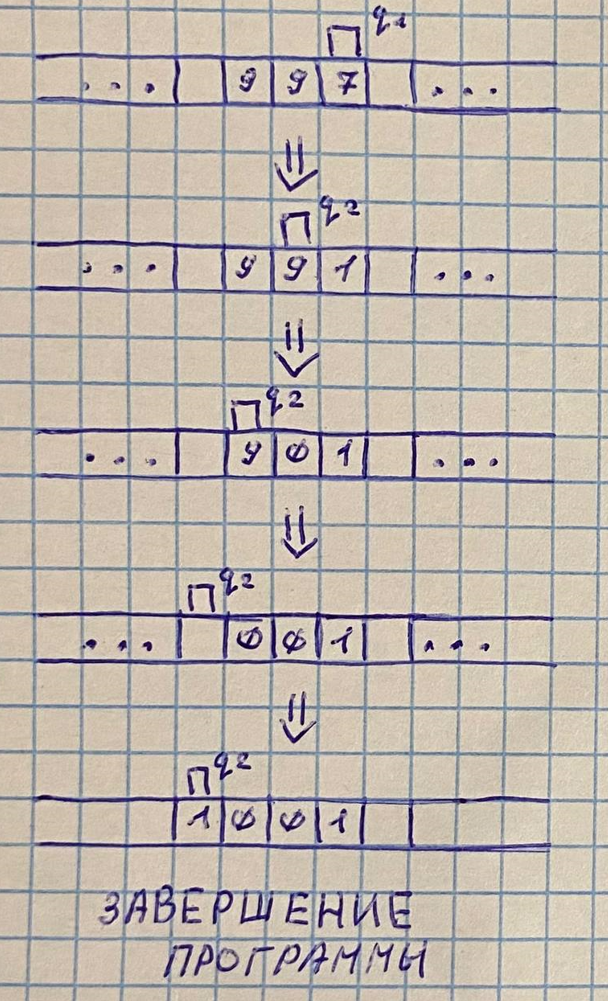 q1
... 9 9 7 ...
⇓
q2
... 9 9 1 ...
⇓
q2
... 9 0 1 ...
⇓
q2
... 0 0 1 ...
⇓
q2
1 0 0 1
ЗАВЕРШЕНИЕ
ПРОГРАММЫ